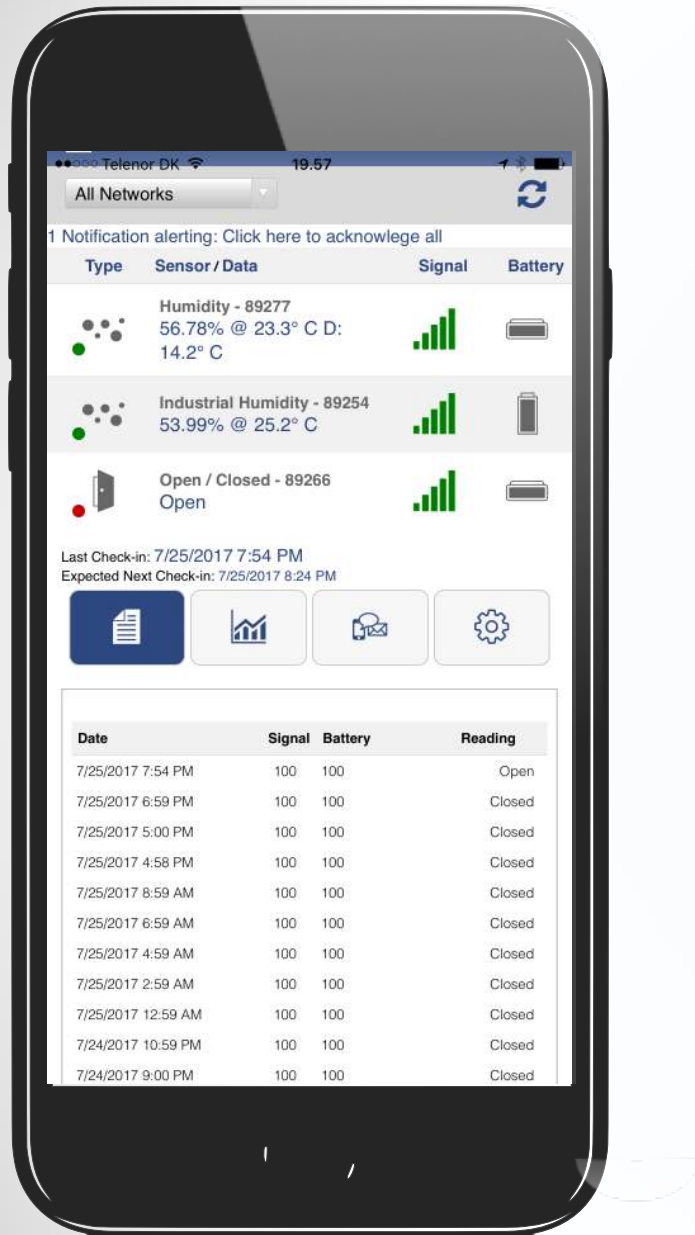 Telenor DK 19.57
All Networks
1 Notification alerting: Click here to acknowlege all
Type Sensor / Data Signal Battery
Humidity - 89277
56.78% @ 23.3° C D:
14.2° C
Industrial Humidity - 89254
53.99% @ 25.2° C
Open / Closed - 89266
Open
Last Check-in: 7/25/2017 7:54 PM
Expected Next Check-in: 7/25/2017 8:24 PM
Date Signal Battery Reading
7/25/2017 7:54 PM 100 100 Open
7/25/2017 6:59 PM 100 100 Closed
7/25/2017 5:00 PM 100 100 Closed
7/25/2017 4:58 PM 100 100 Closed
7/25/2017 8:59 AM 100 100 Closed
7/25/2017 6:59 AM 100 100 Closed
7/25/2017 4:59 AM 100 100 Closed
7/25/2017 2:59 AM 100 100 Closed
7/25/2017 12:59 AM 100 100 Closed
7/24/2017 10:59 PM 100 100 Closed
7/24/2017 9:00 PM 100 100 Closed